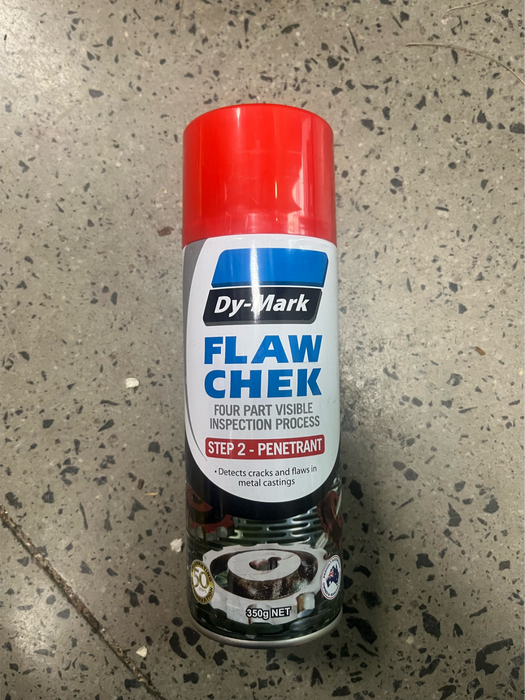 Dy-Mark
FLAW
CHEK
FOUR PART VISIBLE
INSPECTION PROCESS
STEP 2 - PENETRANT
• Detects cracks and flaws in
metal castings
50
350g NET